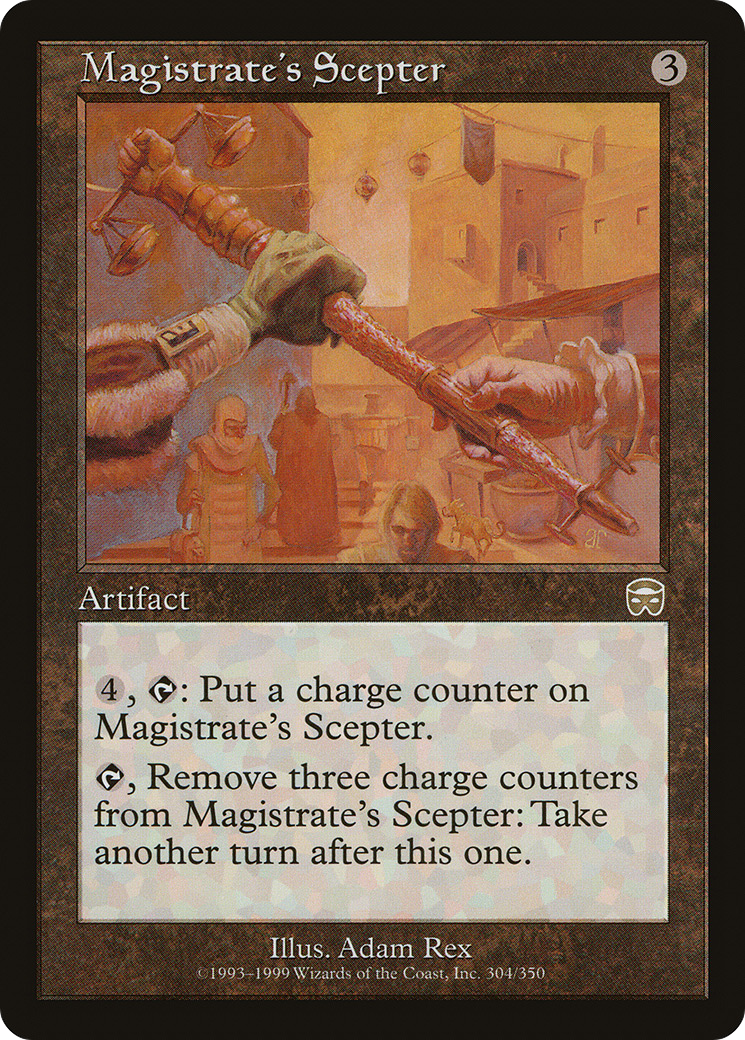 Magistrate's Scepter 3
Artifact
4, : Put a charge counter on
Magistrate's Scepter.
, Remove three charge counters
from Magistrate's Scepter: Take
another turn after this one.
Illus. Adam Rex
©1993–1999 Wizards of the Coast, Inc. 304/350